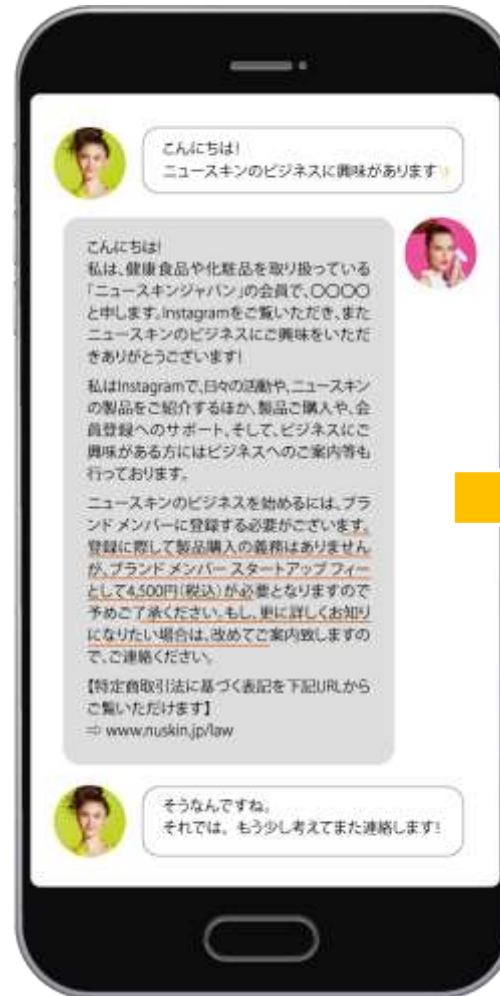 こんにちは!
ニュースキンのビジネスに興味があります
こんにちは!
私は、健康食品や化粧品を取り扱っている
「ニュースキンジャパン」の会員で、〇〇〇〇
と申します。Instagramをご覧いただき、また
ニュースキンのビジネスにご興味をいただ
きありがとうございます!
私はInstagramで、日々の活動や、ニュースキン
の製品をご紹介するほか、製品ご購入や、会
員登録へのサポート、そして、ビジネスにご
興味がある方にはビジネスへのご案内等も
行っております。
ニュースキンのビジネスを始めるには、ブラ
ンド メンバーに登録する必要がございます。
登録に際して製品購入の義務はありません
が、ブランド メンバー スタートアップ フィー
として4,500円(税込)が必要となりますので
予めご了承ください。もし、更に詳しくお知り
になりたい場合は、改めてご案内致しますの
で、ご連絡ください。
【特定商取引法に基づく表記を下記URLから
ご覧いただけます】
⇨ www.nuskin.jp/law
そうなんですね。
それでは、もう少し考えてまた連絡します!